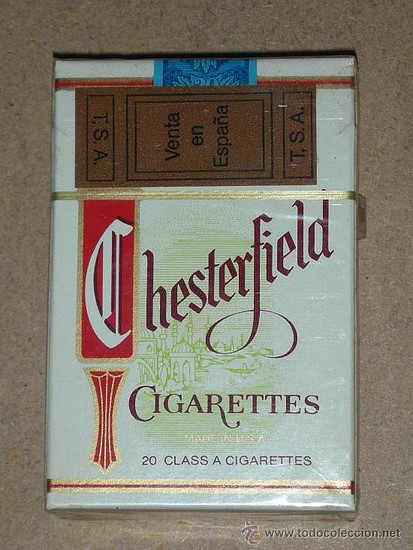 T.S.A.
Venta
en
España
T, S.A.
Chesterfield
CIGARETTES
MADE IN U.S.A.
20 CLASS A CIGARETTES
© www.todocoleccion.net